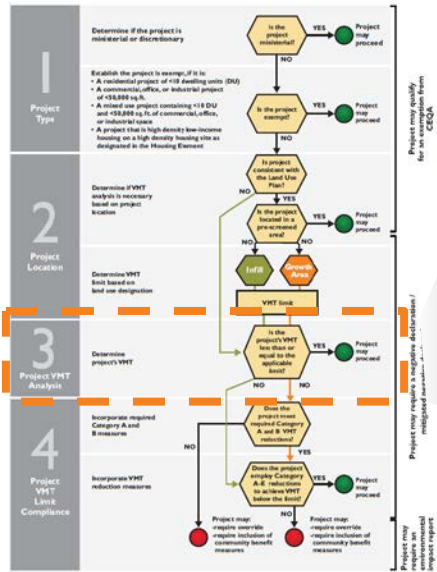 1
Project
Type
Determine if the project is
ministerial or discretionary
Is the
project
ministerial?
YES
Project
may
proceed
NO
Establish the project is exempt, if it is:
• A residential project of <10 dwelling units (DU)
• A commercial, office, or industrial project
of <50,000 sq. ft.
• A mixed use project containing <10 DU
and <50,000 sq. ft. of commercial, office,
or industrial space
• A project that is high density low-income
housing on a high density housing site as
designated in the Housing Element
Is the project
exempt?
YES
Project
may
proceed
NO
Project may qualify
for an exemption from
CEQA
2
Project
Location
Determine if VMT
analysis is necessary
based on project
location
Is project
consistent with
the Land Use
Plan?
NO
YES
Is the
project
located in a
pre-screened
area?
YES
Project
may
proceed
NO
NO
Determine VMT
limit based on
land use designation
Infill
Growth
Area
VMT limit
3
Project VMT
Analysis
Determine
project's VMT
Is the
project's VMT
less than or
equal to the
applicable
limit?
YES
Project
may
proceed
NO
NO
Project may require a negative declaration /
4
Project
VMT
Limit
Compliance
Incorporate required
Category A and
B measures
Does the
project meet
required Category
A and B VMT
reductions?
NO
YES
Incorporate VMT
reduction measures
Does the project
employ Category
A-E reductions
to achieve VMT
below the limit?
YES
Project
may
proceed
NO
Project may:
-require override
-require inclusion of
community benefit
measures
Project may:
-require override
-require inclusion of
community benefit
measures
Project may
require an
environmental
impact report